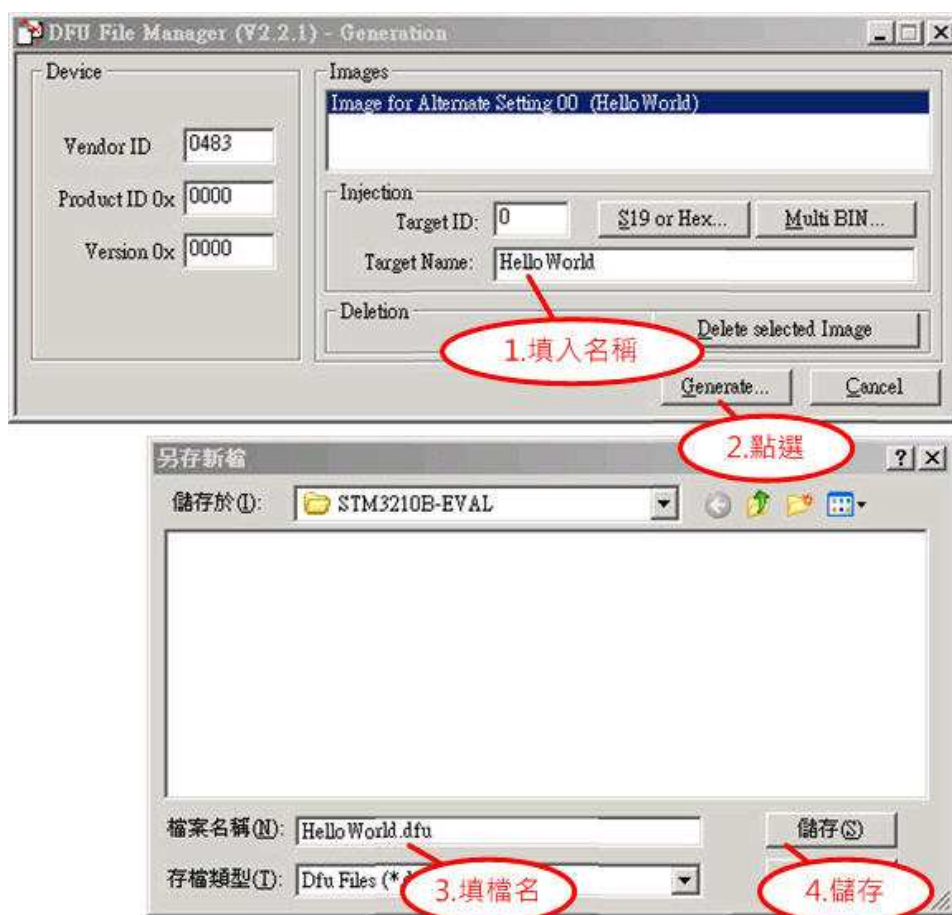 DFU File Manager (V2.2.1) - Generation
Device
Vendor ID 0483
Product ID 0x 0000
Version 0x 0000
Images
Image for Alternate Setting 00 (HelloWorld)
Injection
Target ID: 0 S19 or Hex... Multi BIN...
Target Name: HelloWorld
Deletion
Delete selected Image
1.填入名稱
Generate... Cancel
2.點選
另存新檔
儲存於(I): STM3210B-EVAL
檔案名稱(N): HelloWorld.dfu 儲存(S)
存檔類型(T): Dfu Files (*
3.填檔名
4.儲存